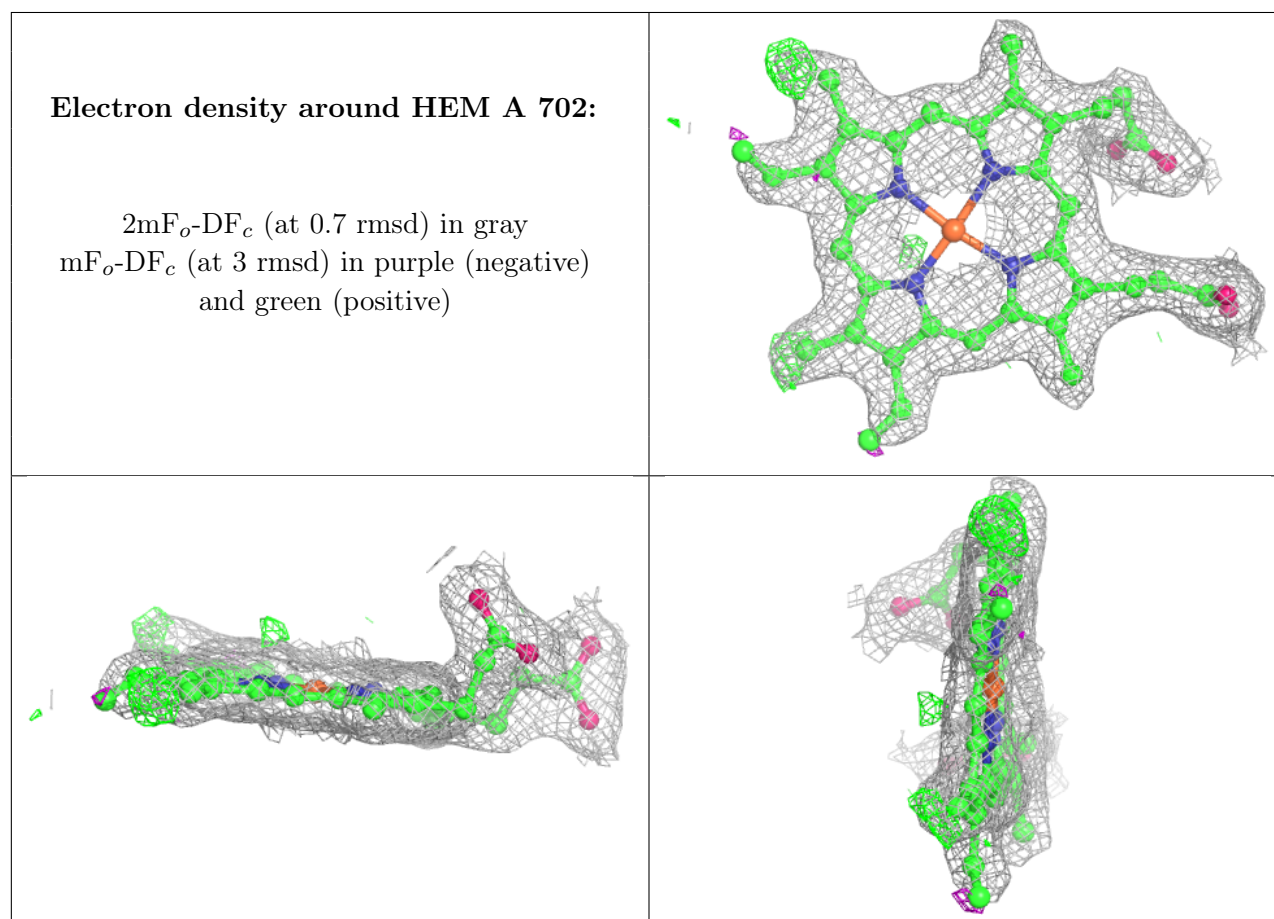 Electron density around HEM A 702:
2mFo-DFc (at 0.7 rmsd) in gray
mFo-DFc (at 3 rmsd) in purple (negative)
and green (positive)